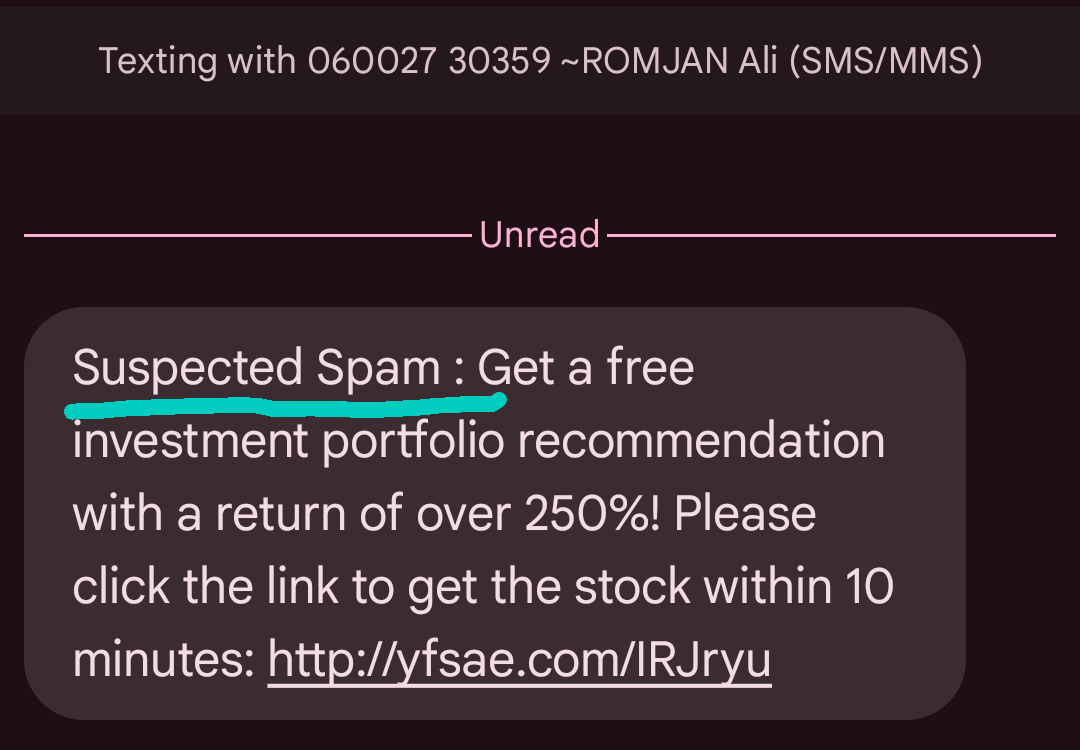 Texting with 060027 30359 ~ROMJAN Ali (SMS/MMS)
Unread
Suspected Spam : Get a free
investment portfolio recommendation
with a return of over 250%! Please
click the link to get the stock within 10
minutes: http://yfsae.com/IRJryu